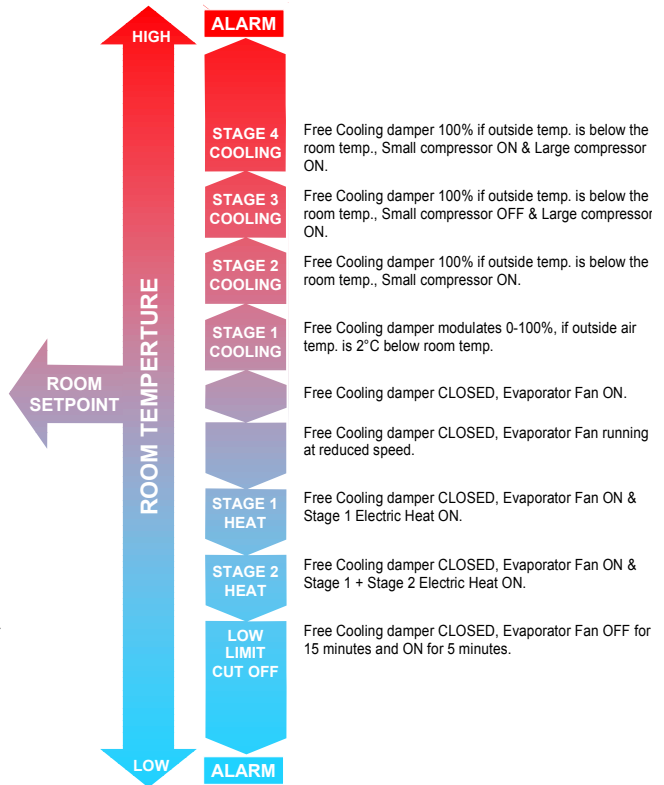 ALARM
HIGH
STAGE 4
COOLING
Free Cooling damper 100% if outside temp. is below the
room temp., Small compressor ON & Large compressor
ON.
STAGE 3
COOLING
Free Cooling damper 100% if outside temp. is below the
room temp., Small compressor OFF & Large compressor
ON.
STAGE 2
COOLING
Free Cooling damper 100% if outside temp. is below the
room temp., Small compressor ON.
STAGE 1
COOLING
Free Cooling damper modulates 0-100%, if outside air
temp. is 2°C below room temp.
ROOM
SETPOINT
ROOM TEMPERTURE
Free Cooling damper CLOSED, Evaporator Fan ON.
Free Cooling damper CLOSED, Evaporator Fan running
at reduced speed.
STAGE 1
HEAT
Free Cooling damper CLOSED, Evaporator Fan ON &
Stage 1 Electric Heat ON.
STAGE 2
HEAT
Free Cooling damper CLOSED, Evaporator Fan ON &
Stage 1 + Stage 2 Electric Heat ON.
LOW
LIMIT
CUT OFF
Free Cooling damper CLOSED, Evaporator Fan OFF for
15 minutes and ON for 5 minutes.
LOW
ALARM